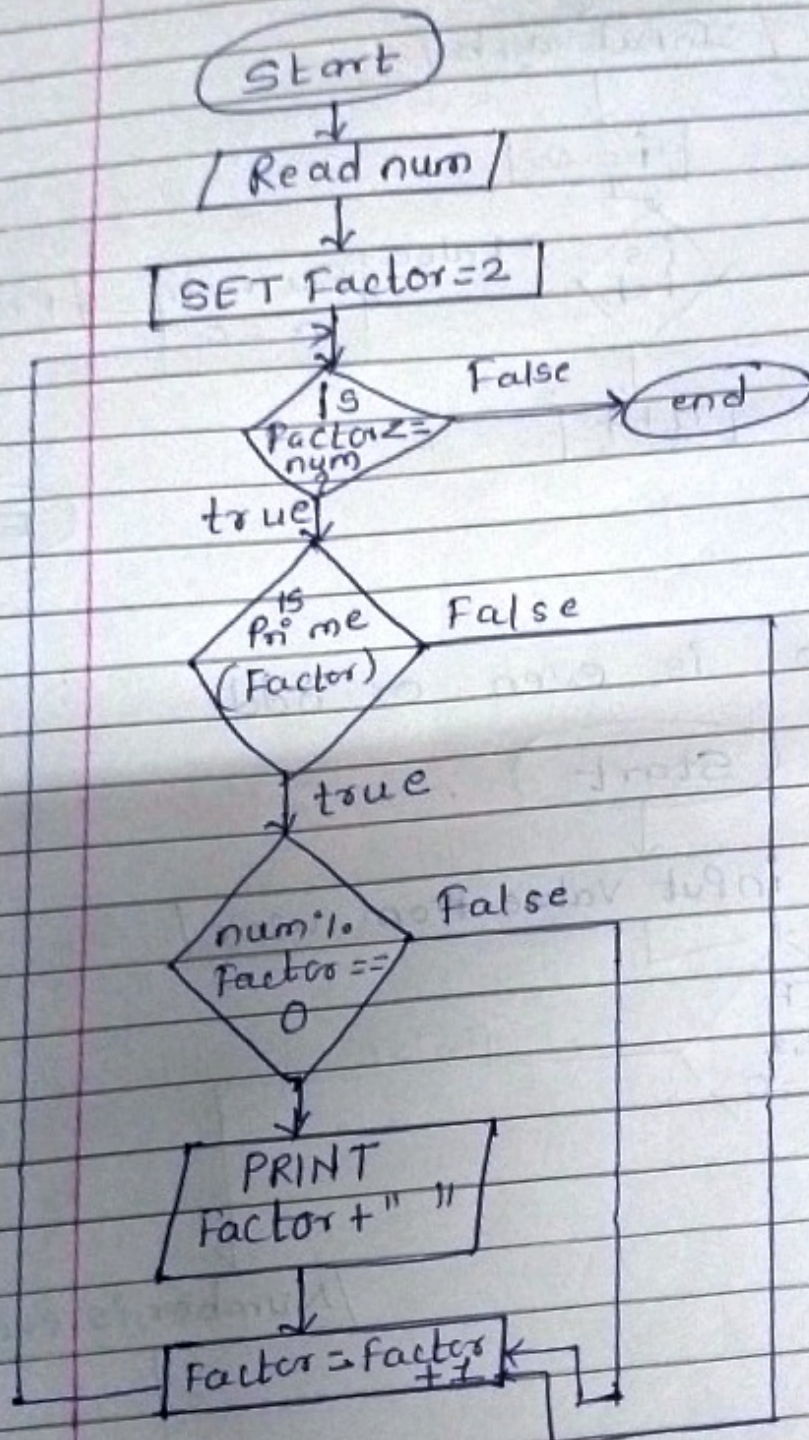 Start
Read num
SET Factor=2
Is
Factor<=
num
?
False
end
true
is
Prime
(Factor)
False
true
num%
Factor==
0
False
PRINT
Factor+" "
Factor=Factor
+1